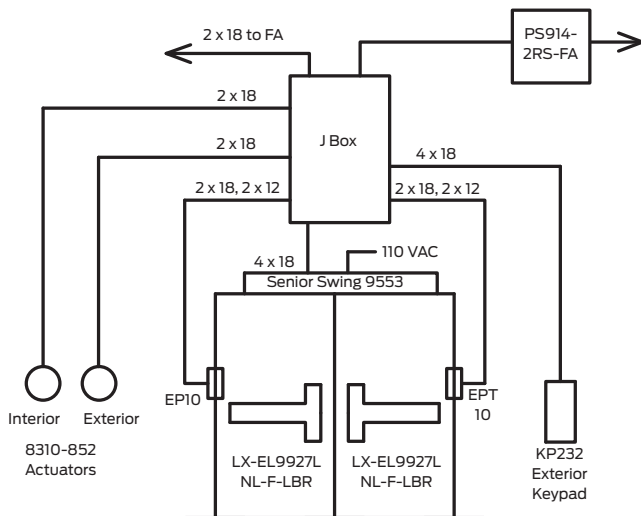 2 x 18 to FA
PS914-
2RS-FA
2 x 18
J Box
2 x 18
4 x 18
2 x 18, 2 x 12
2 x 18, 2 x 12
4 x 18
110 VAC
Senior Swing 9553
EP10
EPT
10
Interior
Exterior
8310-852
Actuators
LX-EL9927L
NL-F-LBR
LX-EL9927L
NL-F-LBR
KP232
Exterior
Keypad